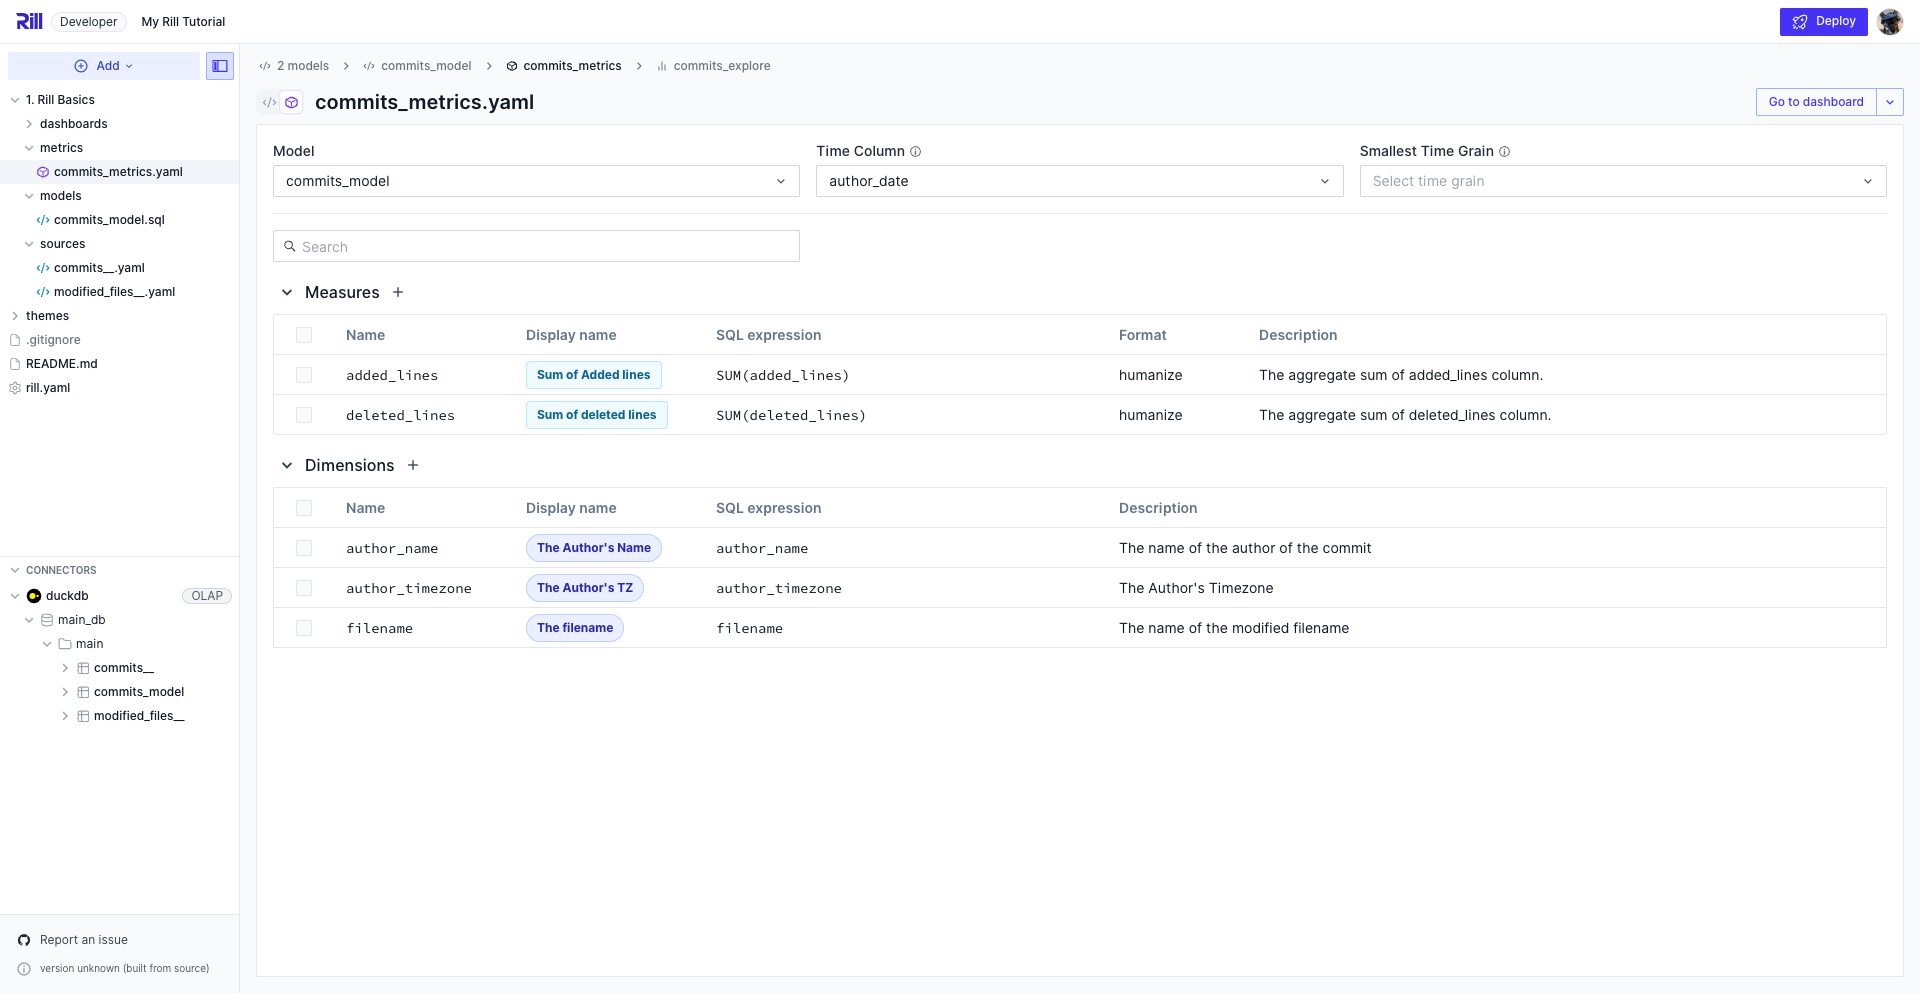 Rill Developer My Rill Tutorial Deploy
Add
1. Rill Basics
dashboards
metrics
commits_metrics.yaml
models
commits_model.sql
sources
commits__.yaml
modified_files__.yaml
themes
.gitignore
README.md
rill.yaml
CONNECTORS
duckdb OLAP
main_db
main
commits__
commits_model
modified_files__
Report an issue
version unknown (built from source)
2 models commits_model commits_metrics commits_explore
commits_metrics.yaml Go to dashboard
Model Time Column Smallest Time Grain
commits_model author_date Select time grain
Search
Measures
Name Display name SQL expression Format Description
added_lines Sum of Added lines SUM(added_lines) humanize The aggregate sum of added_lines column.
deleted_lines Sum of deleted lines SUM(deleted_lines) humanize The aggregate sum of deleted_lines column.
Dimensions
Name Display name SQL expression Description
author_name The Author's Name author_name The name of the author of the commit
author_timezone The Author's TZ author_timezone The Author's Timezone
filename The filename filename The name of the modified filename